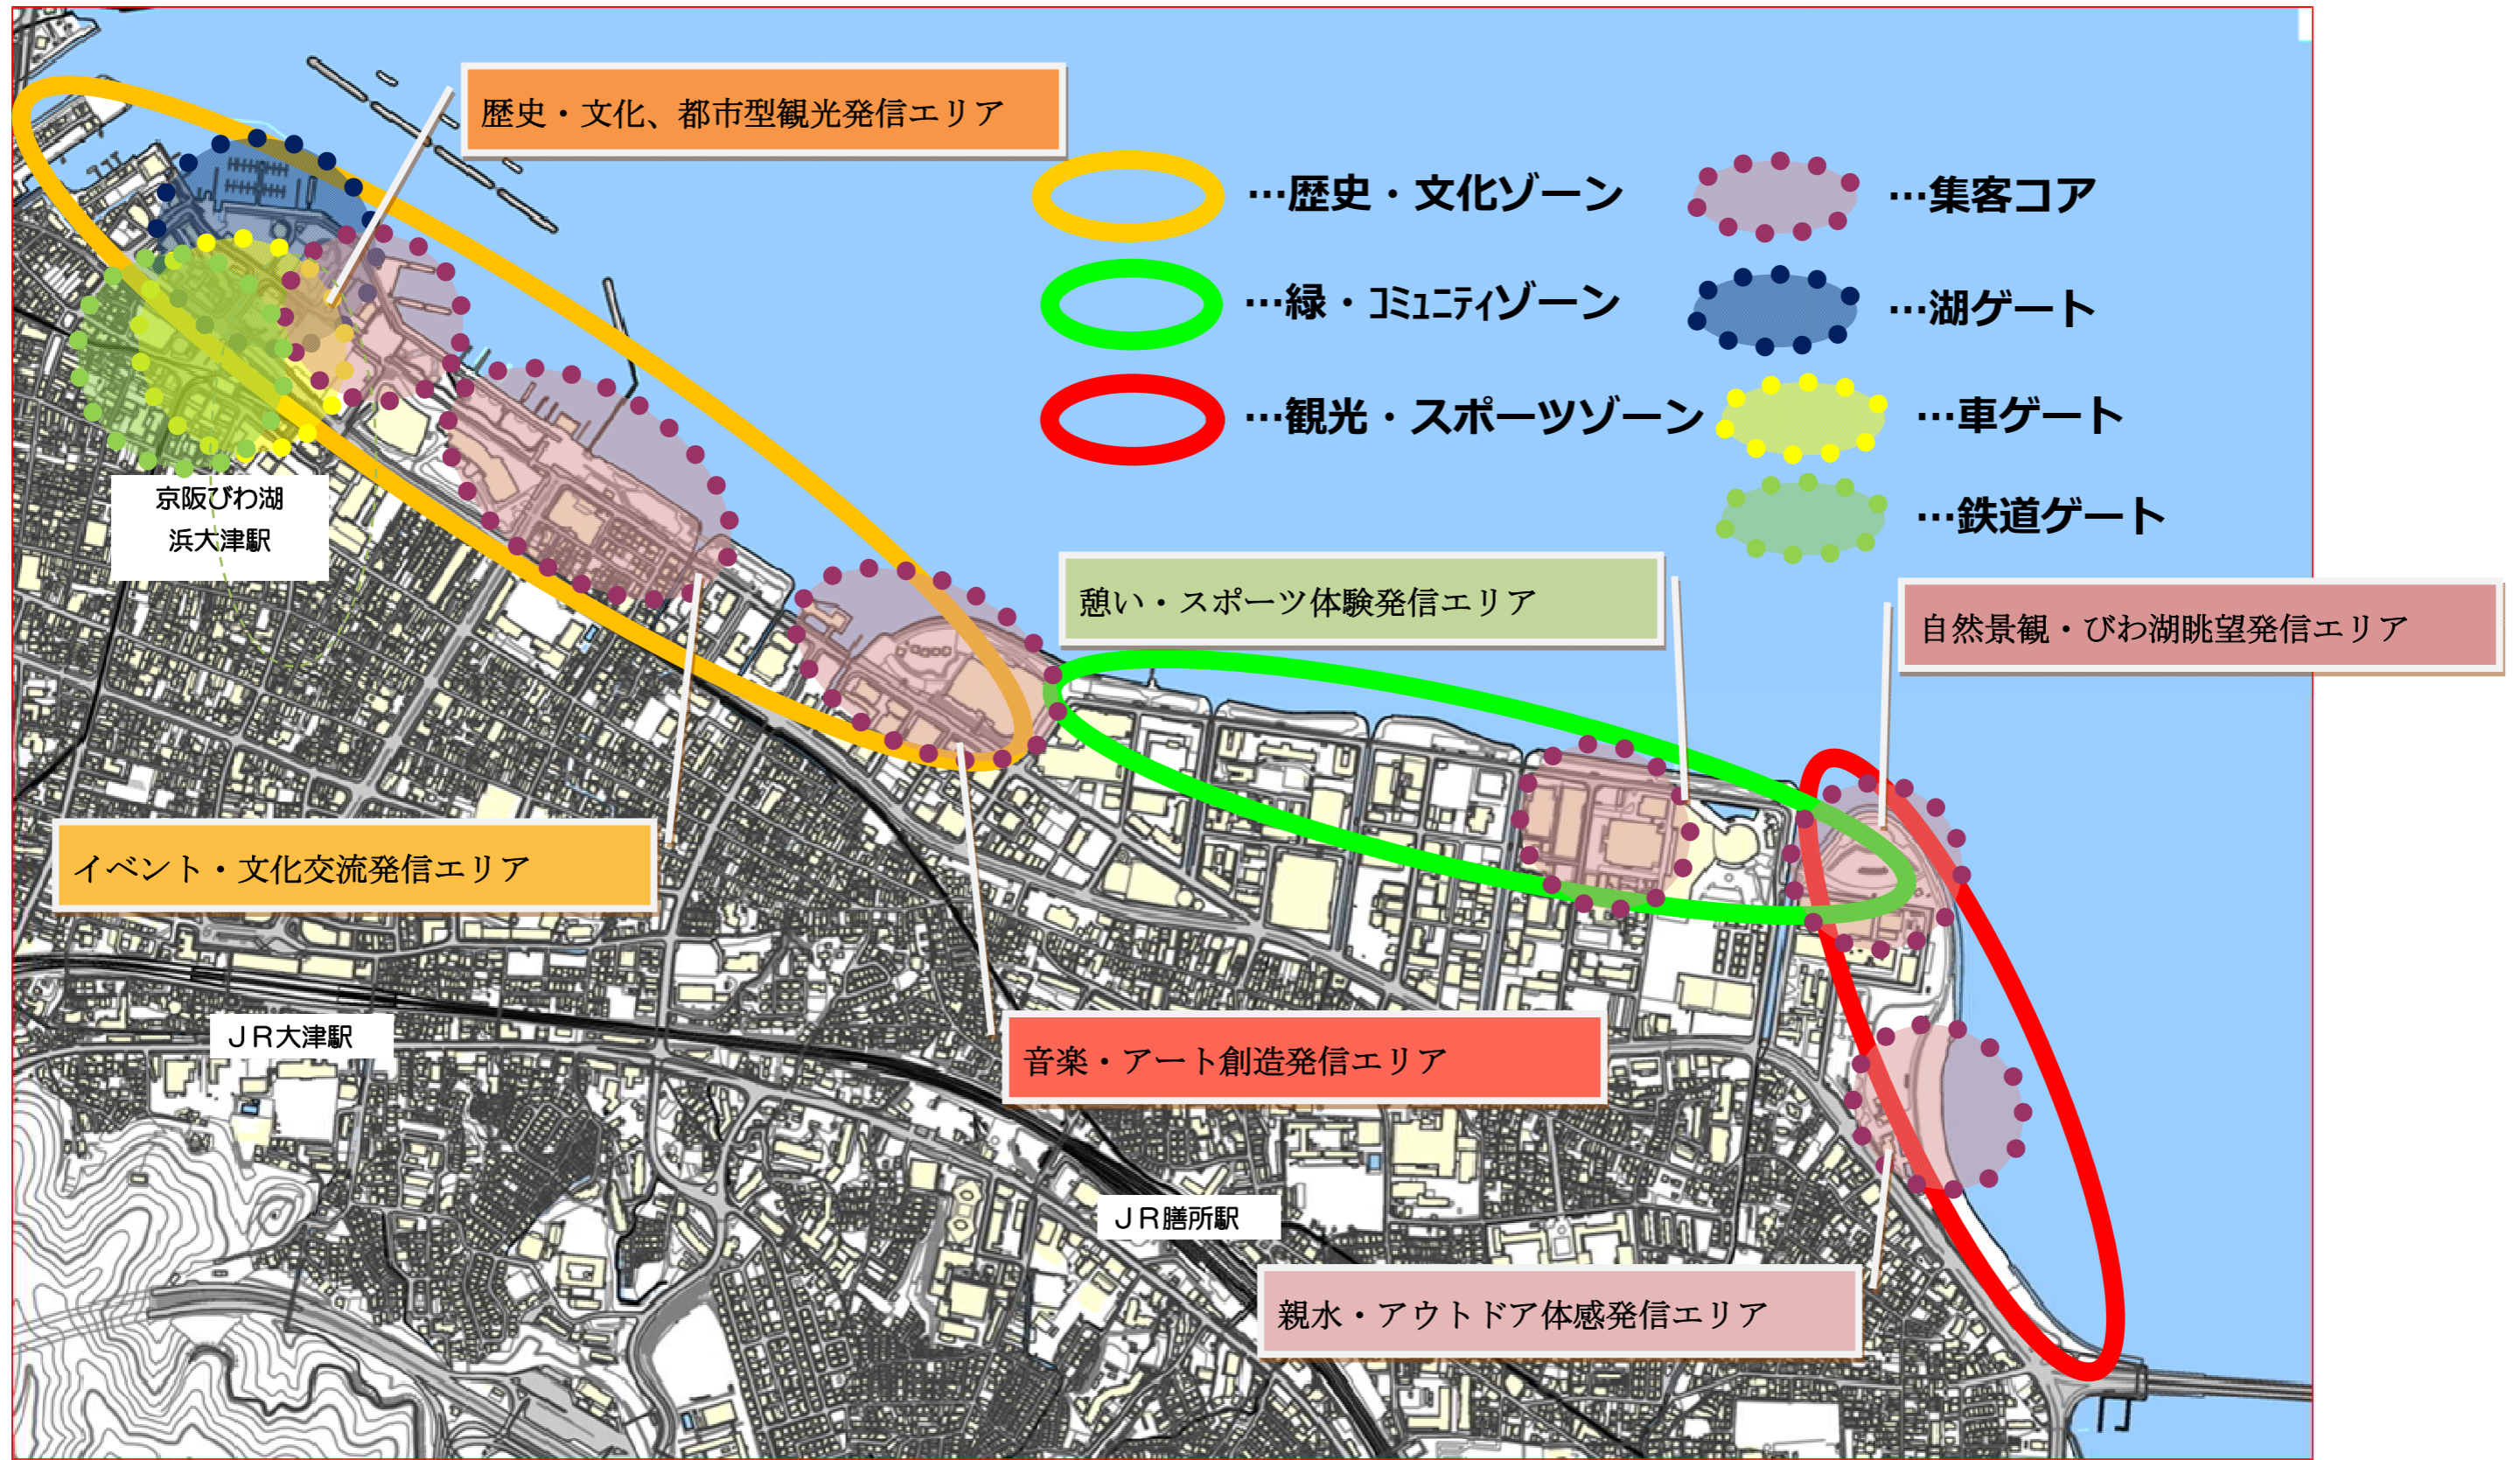 歴史・文化、都市型観光発信エリア
…歴史・文化ゾーン
…緑・ｺﾐｭﾆﾃｨゾーン
…観光・スポーツゾーン
…集客コア
…湖ゲート
…車ゲート
…鉄道ゲート
京阪びわ湖
浜大津駅
憩い・スポーツ体験発信エリア
自然景観・びわ湖眺望発信エリア
イベント・文化交流発信エリア
ＪＲ大津駅
音楽・アート創造発信エリア
ＪＲ膳所駅
親水・アウトドア体感発信エリア